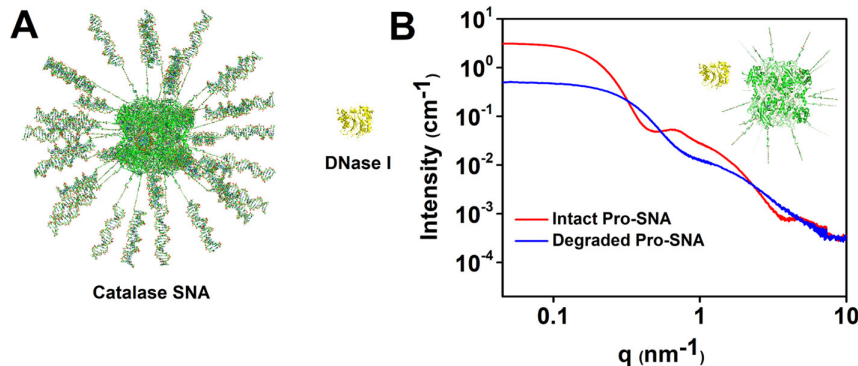 A
Catalase SNA
DNase I
B
Intensity (cm⁻¹)
10¹
10⁰
10⁻¹
10⁻²
10⁻³
10⁻⁴
Intact Pro-SNA
Degraded Pro-SNA
0.1
1
10
q (nm⁻¹)